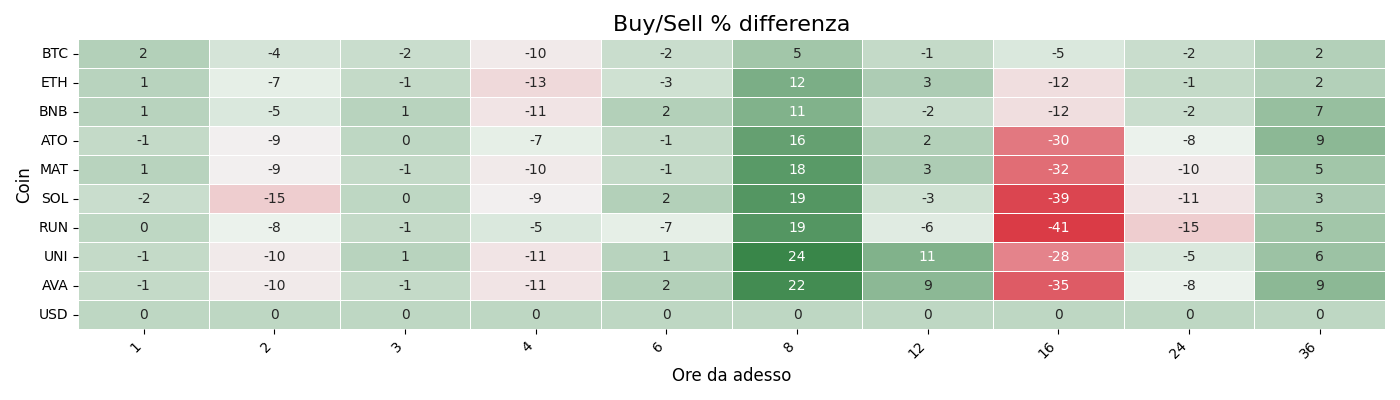 Buy/Sell % differenza
Coin
BTC 2 -4 -2 -10 -2 5 -1 -5 -2 2
ETH 1 -7 -1 -13 -3 12 3 -12 -1 2
BNB 1 -5 1 -11 2 11 -2 -12 -2 7
ATO -1 -9 0 -7 -1 16 2 -30 -8 9
MAT 1 -9 -1 -10 -1 18 3 -32 -10 5
SOL -2 -15 0 -9 2 19 -3 -39 -11 3
RUN 0 -8 -1 -5 -7 19 -6 -41 -15 5
UNI -1 -10 1 -11 1 24 11 -28 -5 6
AVA -1 -10 -1 -11 2 22 9 -35 -8 9
USD 0 0 0 0 0 0 0 0 0 0
1 2 3 4 6 8 12 16 24 36
Ore da adesso